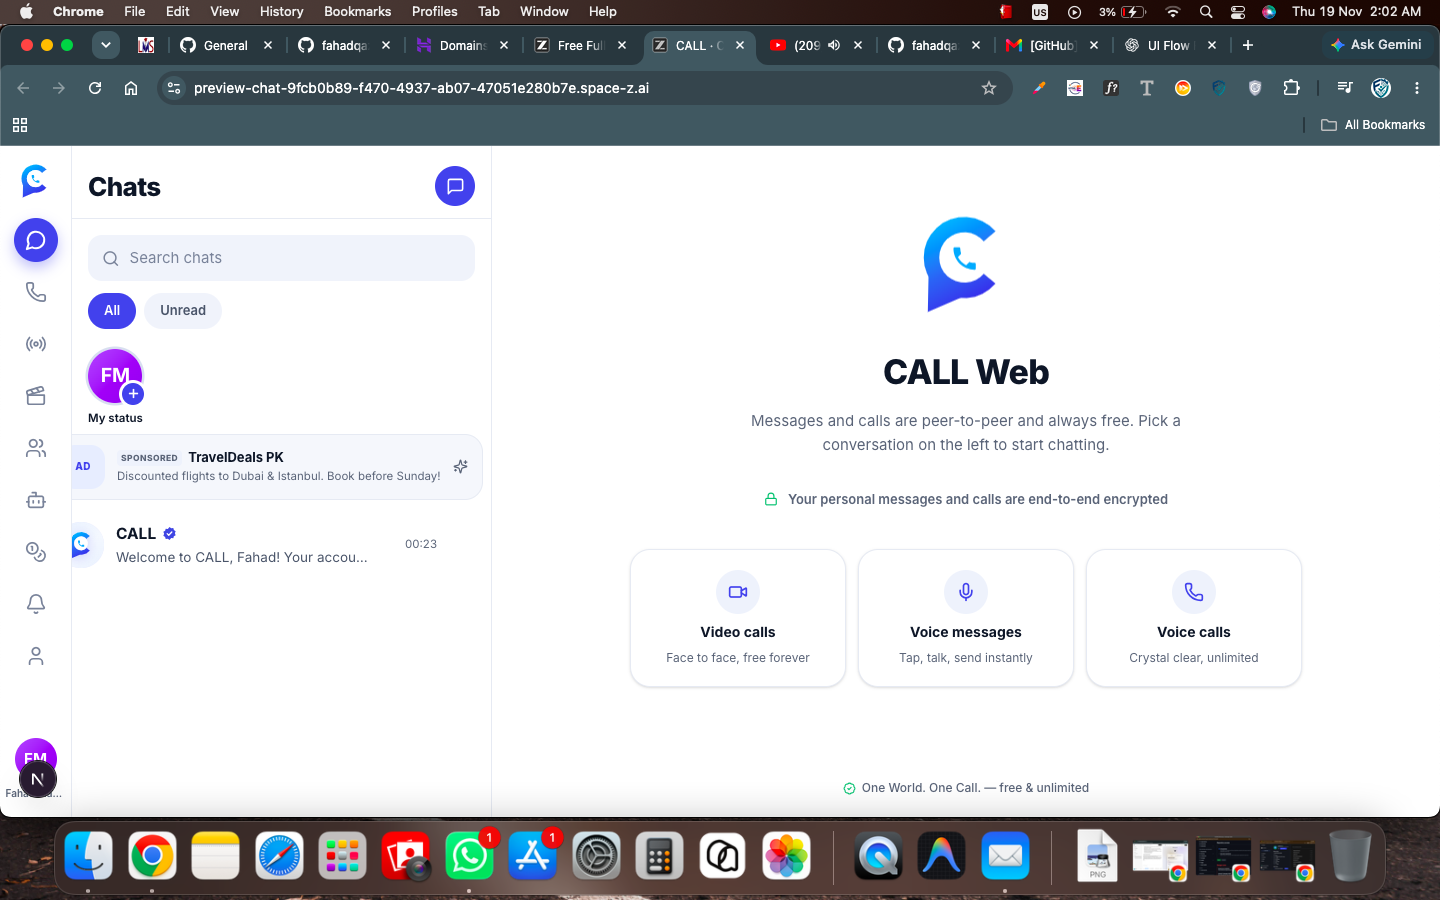 Chrome File Edit View History Bookmarks Profiles Tab Window Help US 3% Thu 19 Nov 2:02 AM
General fahadqa Domains Free Ful CALL · C (209 fahadqa [GitHub] UI Flow Ask Gemini
preview-chat-9fcb0b89-f470-4937-ab07-47051e280b7e.space-z.ai
All Bookmarks
Chats
Search chats
All Unread
FM
My status
AD SPONSORED TravelDeals PK
Discounted flights to Dubai & Istanbul. Book before Sunday!
CALL
Welcome to CALL, Fahad! Your accou...
00:23
CALL Web
Messages and calls are peer-to-peer and always free. Pick a
conversation on the left to start chatting.
Your personal messages and calls are end-to-end encrypted
Video calls
Face to face, free forever
Voice messages
Tap, talk, send instantly
Voice calls
Crystal clear, unlimited
One World. One Call. — free & unlimited
FM
N
1
1
PNG